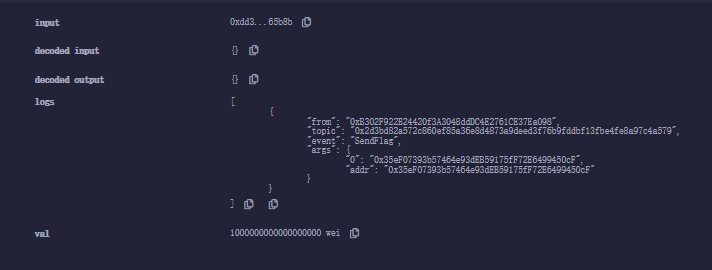 input 0xdd3...65b8b
decoded input {}
decoded output {}
logs [
{
"from": "0xB302F922B24420f3A3048ddDC4E2761CE37Ea098",
"topic": "0x2d3bd82a572c860ef85a36e8d4873a9deed3f76b9fddbf13fbe4fe8a97c4a579",
"event": "SendFlag",
"args": {
"0": "0x35eF07393b57464e93dEB59175fF72E6499450cF",
"addr": "0x35eF07393b57464e93dEB59175fF72E6499450cF"
}
}
]
val 1000000000000000000 wei